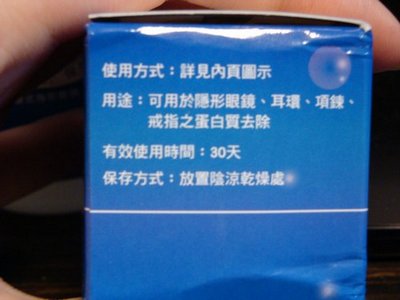 使用方式：詳見內頁圖示
用途：可用於隱形眼鏡、耳環、項鍊、
戒指之蛋白質去除
有效使用時間：30天
保存方式：放置陰涼乾燥處